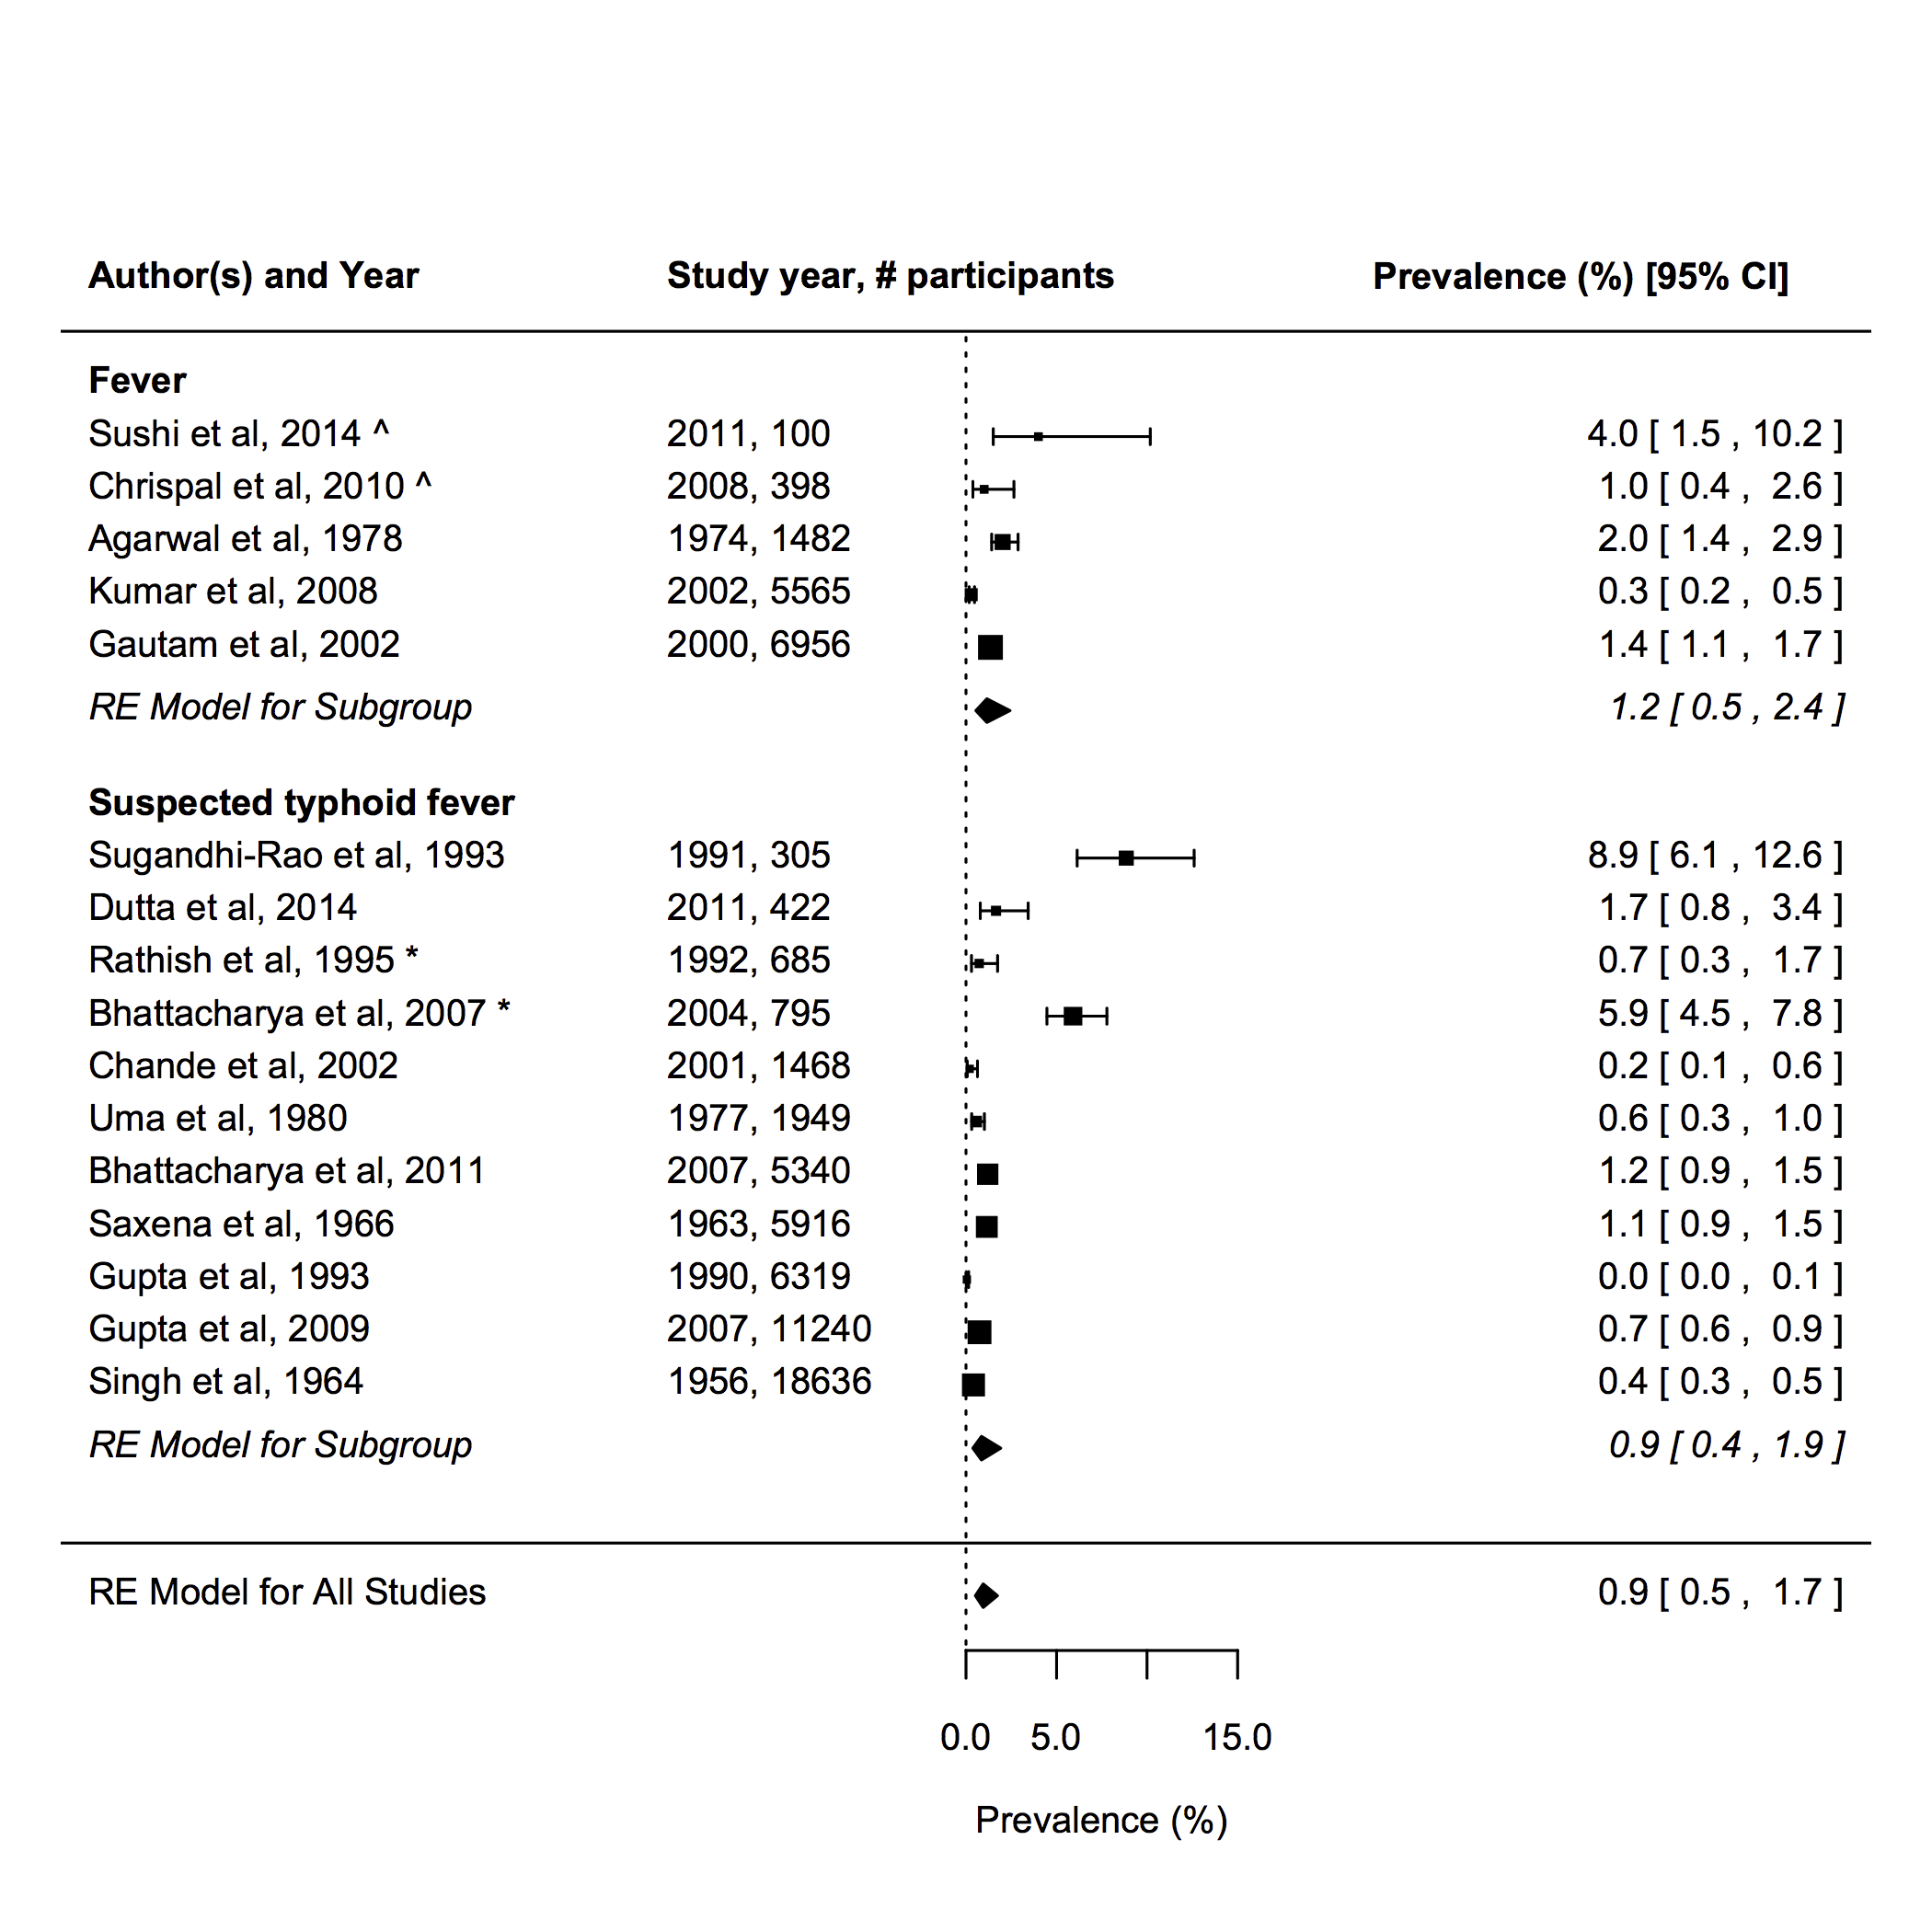 Author(s) and Year Study year, # participants Prevalence (%) [95% CI]
Fever
Sushi et al, 2014 ^ 2011, 100 4.0 [ 1.5 , 10.2 ]
Chrispal et al, 2010 ^ 2008, 398 1.0 [ 0.4 , 2.6 ]
Agarwal et al, 1978 1974, 1482 2.0 [ 1.4 , 2.9 ]
Kumar et al, 2008 2002, 5565 0.3 [ 0.2 , 0.5 ]
Gautam et al, 2002 2000, 6956 1.4 [ 1.1 , 1.7 ]
RE Model for Subgroup 1.2 [ 0.5 , 2.4 ]
Suspected typhoid fever
Sugandhi-Rao et al, 1993 1991, 305 8.9 [ 6.1 , 12.6 ]
Dutta et al, 2014 2011, 422 1.7 [ 0.8 , 3.4 ]
Rathish et al, 1995 * 1992, 685 0.7 [ 0.3 , 1.7 ]
Bhattacharya et al, 2007 * 2004, 795 5.9 [ 4.5 , 7.8 ]
Chande et al, 2002 2001, 1468 0.2 [ 0.1 , 0.6 ]
Uma et al, 1980 1977, 1949 0.6 [ 0.3 , 1.0 ]
Bhattacharya et al, 2011 2007, 5340 1.2 [ 0.9 , 1.5 ]
Saxena et al, 1966 1963, 5916 1.1 [ 0.9 , 1.5 ]
Gupta et al, 1993 1990, 6319 0.0 [ 0.0 , 0.1 ]
Gupta et al, 2009 2007, 11240 0.7 [ 0.6 , 0.9 ]
Singh et al, 1964 1956, 18636 0.4 [ 0.3 , 0.5 ]
RE Model for Subgroup 0.9 [ 0.4 , 1.9 ]
RE Model for All Studies 0.9 [ 0.5 , 1.7 ]
0.0 5.0 15.0
Prevalence (%)